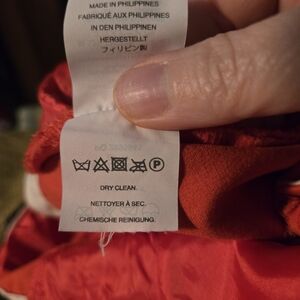 MADE IN PHILIPPINES
FABRIQUÉ AUX PHILIPPINES
IN DEN PHILIPPINEN
HERGESTELLT
フィリピン製
P
DRY CLEAN.
NETTOYER À SEC.
CHEMISCHE REINIGUNG.